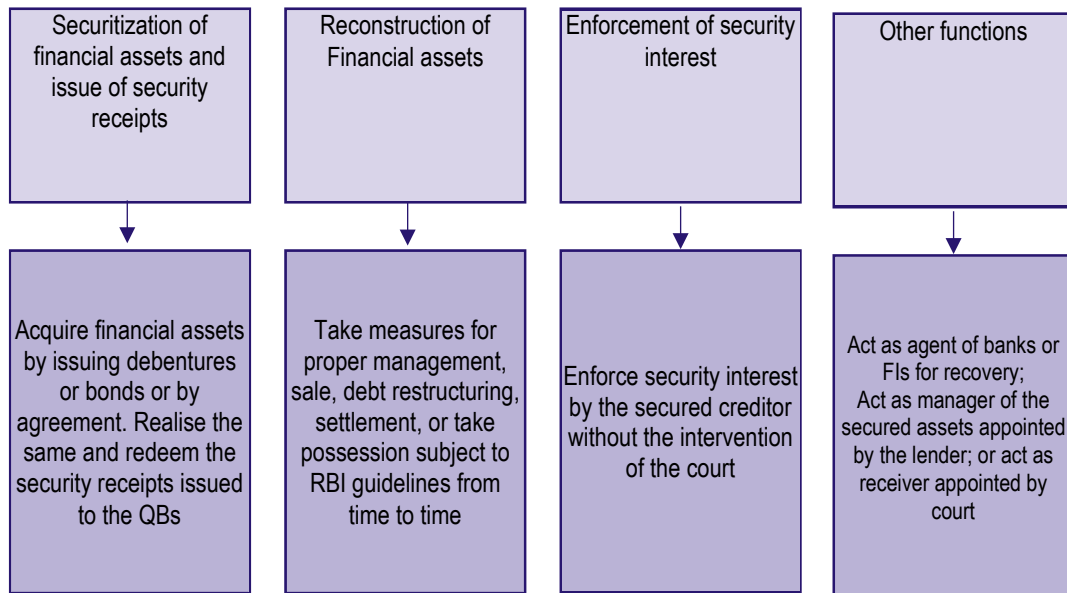 Securitization of
financial assets and
issue of security
receipts
Reconstruction of
Financial assets
Enforcement of security
interest
Other functions
Acquire financial assets
by issuing debentures
or bonds or by
agreement. Realise the
same and redeem the
security receipts issued
to the QBs
Take measures for
proper management,
sale, debt restructuring,
settlement, or take
possession subject to
RBI guidelines from
time to time
Enforce security interest
by the secured creditor
without the intervention
of the court
Act as agent of banks or
FIs for recovery;
Act as manager of the
secured assets appointed
by the lender; or act as
receiver appointed by
court